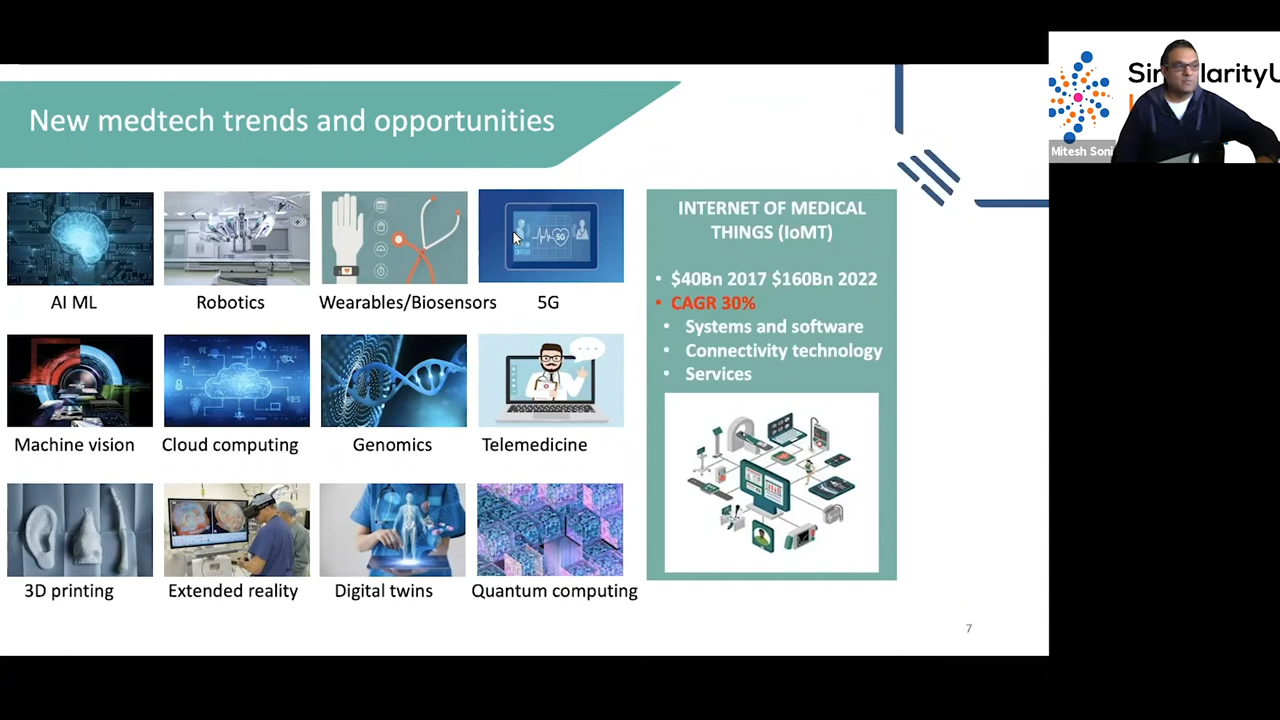 New medtech trends and opportunities
AI ML
Robotics
Wearables/Biosensors
5G
5G
Machine vision
Cloud computing
Genomics
Telemedicine
3D printing
Extended reality
Digital twins
Quantum computing
INTERNET OF MEDICAL
THINGS (IoMT)
• $40Bn 2017 $160Bn 2022
• CAGR 30%
• Systems and software
• Connectivity technology
• Services
7
Mitesh Soni